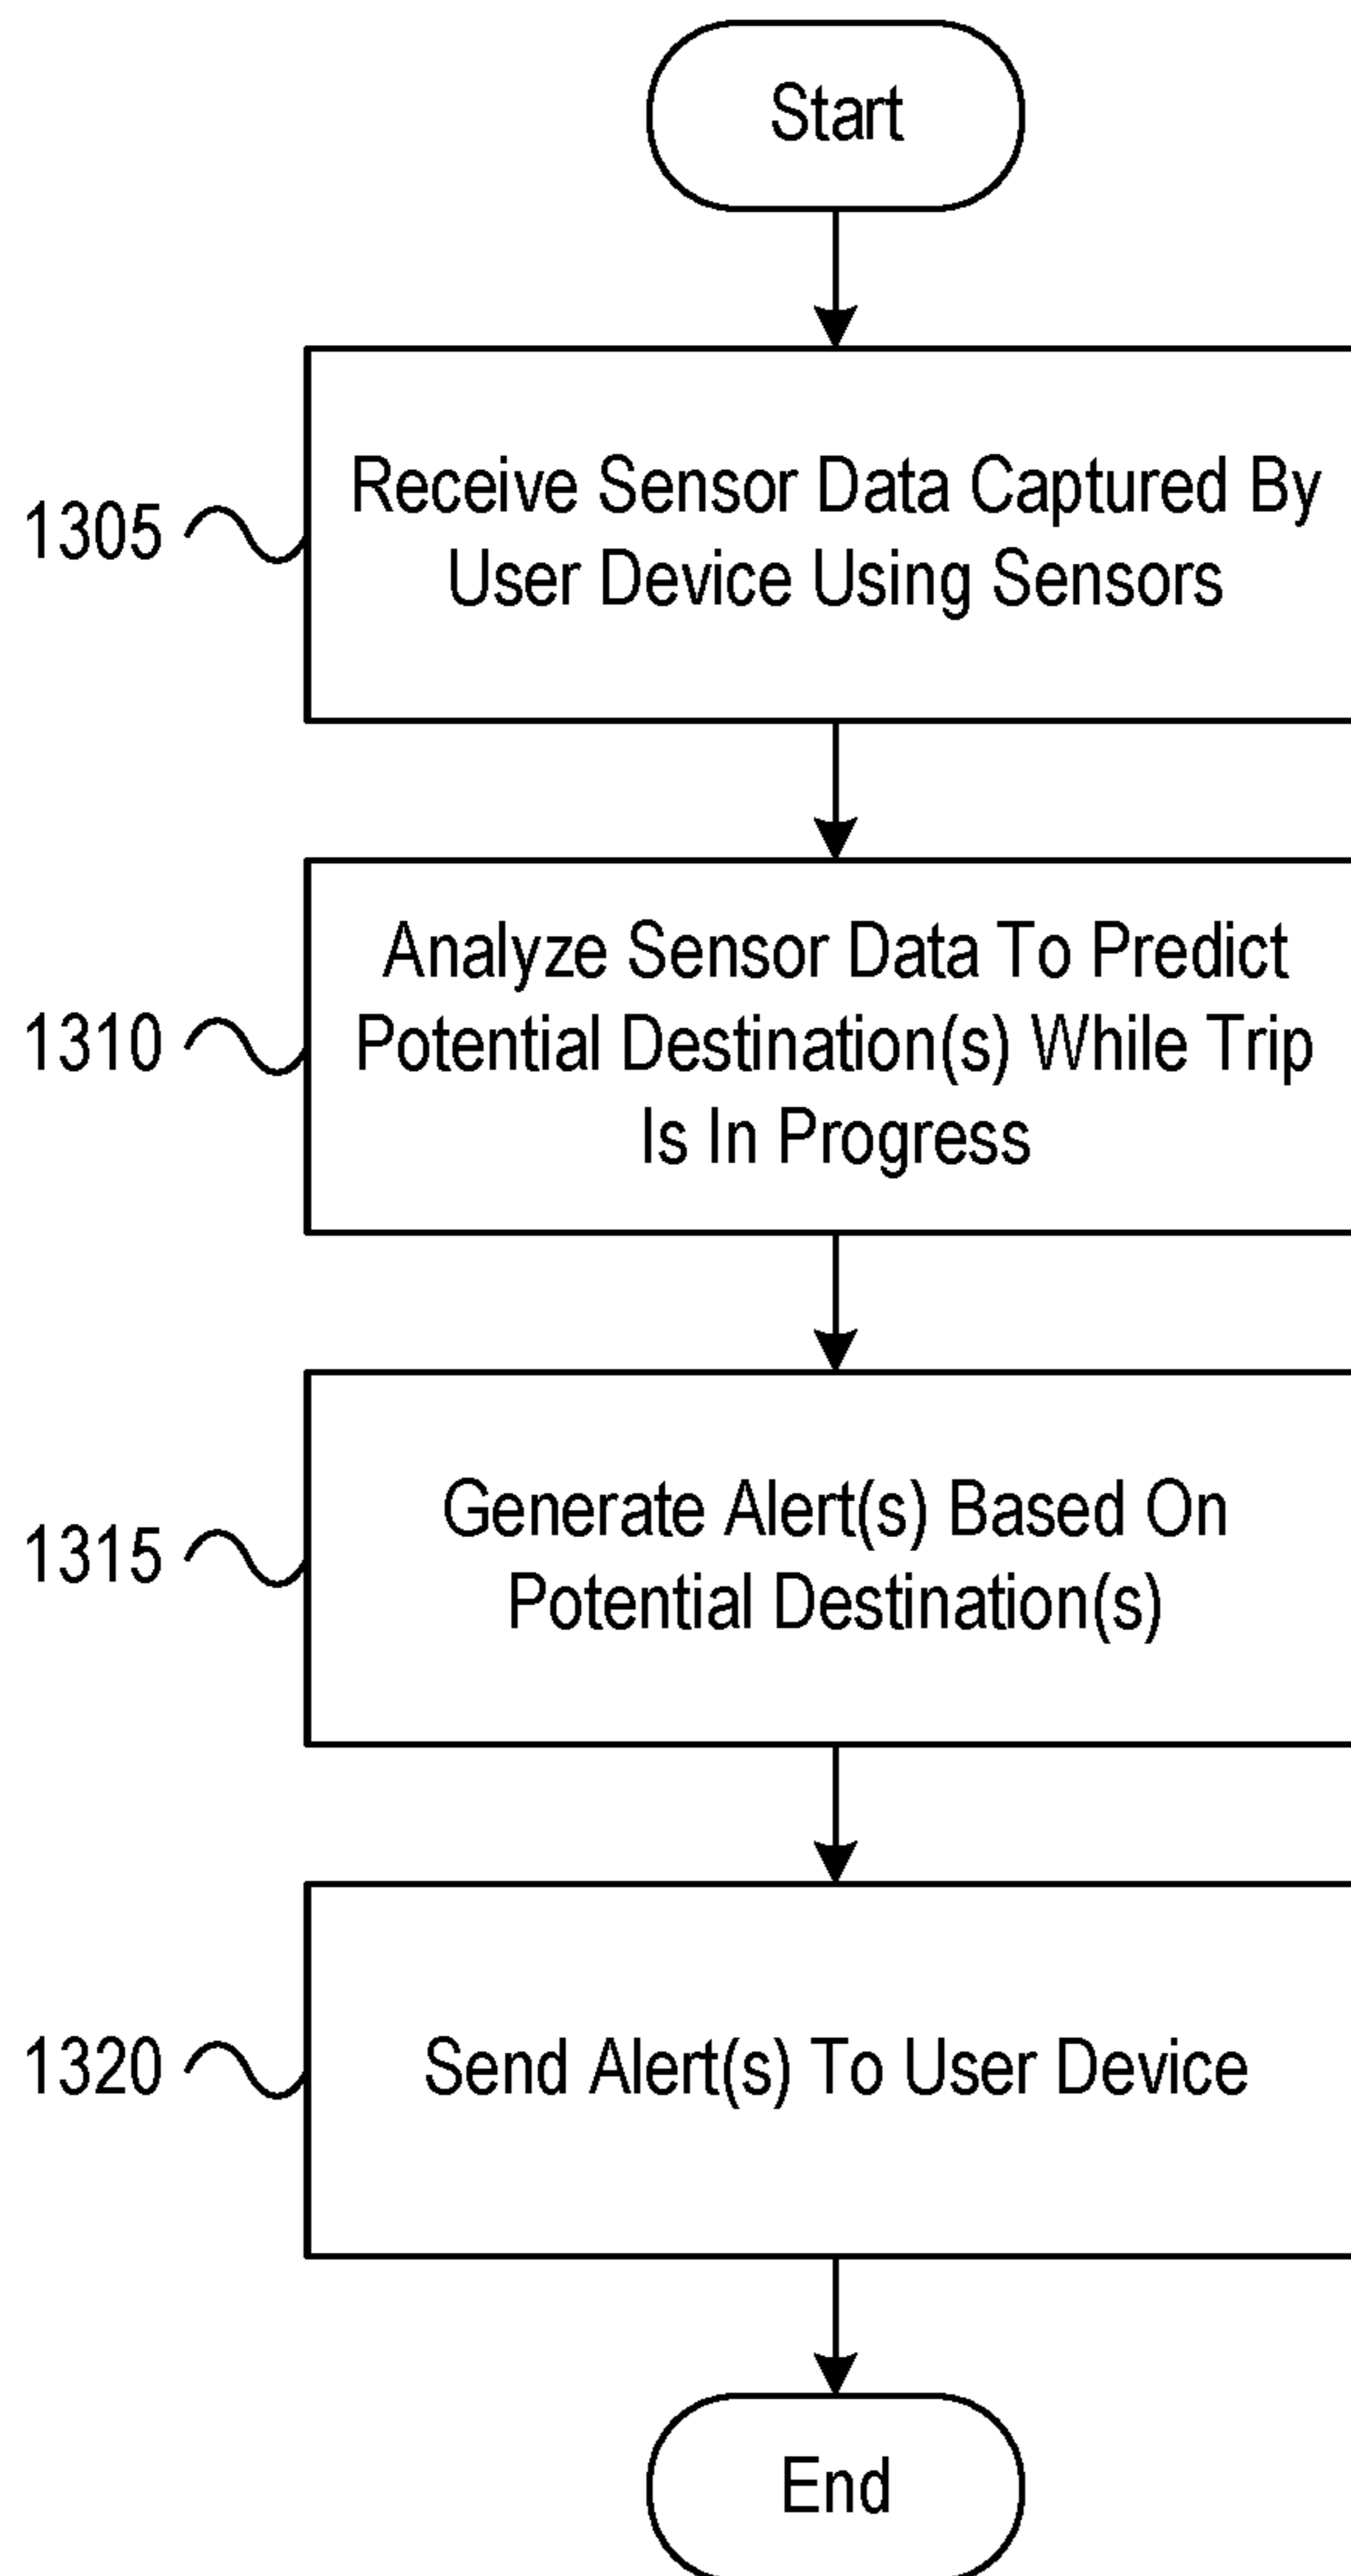 Start
1305
Receive Sensor Data Captured By
User Device Using Sensors
1310
Analyze Sensor Data To Predict
Potential Destination(s) While Trip
Is In Progress
1315
Generate Alert(s) Based On
Potential Destination(s)
1320
Send Alert(s) To User Device
End